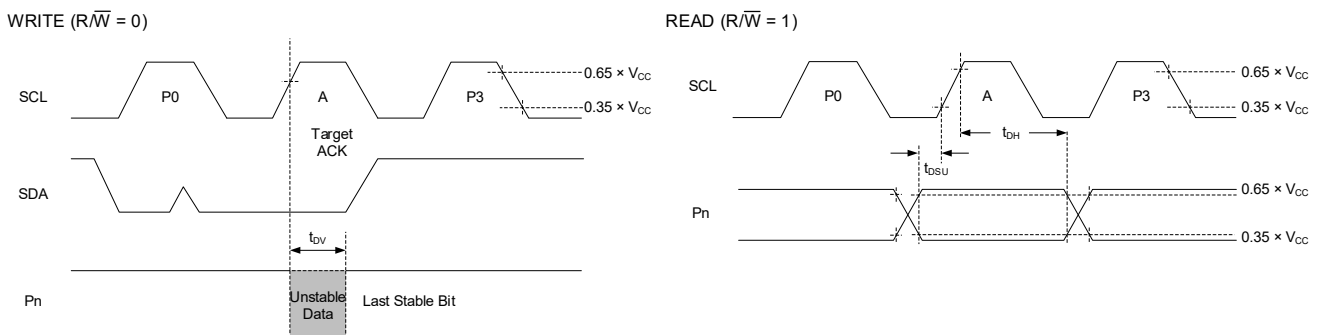 WRITE (R/W̅ = 0)
SCL
P0
A
P3
0.65 × VCC
0.35 × VCC
Target
ACK
SDA
tDV
Pn
Unstable
Data
Last Stable Bit
READ (R/W̅ = 1)
SCL
P0
A
P3
0.65 × VCC
0.35 × VCC
tDH
tDSU
Pn
0.65 × VCC
0.35 × VCC